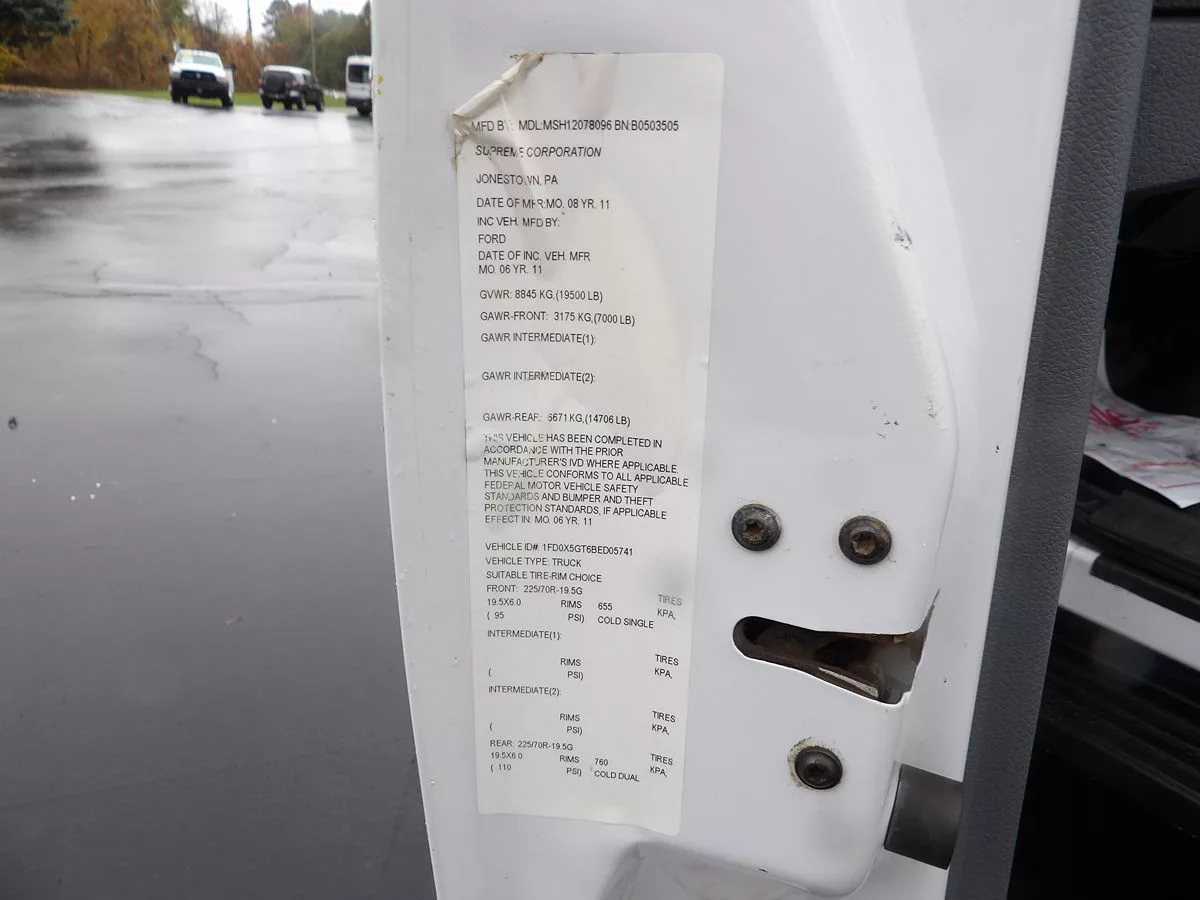 MFD BY: MDL:MSH12078096 BN:B0503505
SUPREME CORPORATION
JONESTOWN, PA
DATE OF MFR:MO. 08 YR. 11
INC VEH. MFD BY:
FORD
DATE OF INC. VEH. MFR
MO. 06 YR. 11
GVWR: 8845 KG,(19500 LB)
GAWR-FRONT: 3175 KG,(7000 LB)
GAWR INTERMEDIATE(1):
GAWR INTERMEDIATE(2):
GAWR-REAR: 6671 KG,(14706 LB)
THIS VEHICLE HAS BEEN COMPLETED IN
ACCORDANCE WITH THE PRIOR
MANUFACTURER'S IVD WHERE APPLICABLE.
THIS VEHICLE CONFORMS TO ALL APPLICABLE
FEDERAL MOTOR VEHICLE SAFETY
STANDARDS AND BUMPER AND THEFT
PROTECTION STANDARDS, IF APPLICABLE
EFFECT IN: MO. 06 YR. 11
VEHICLE ID# 1FD0X5GT6BED05741
VEHICLE TYPE: TRUCK
SUITABLE TIRE-RIM CHOICE
FRONT: 225/70R-19.5G TIRES
19.5X6.0 RIMS 655 KPA,
( 95 PSI) COLD SINGLE
INTERMEDIATE(1):
RIMS TIRES
( PSI) KPA,
INTERMEDIATE(2):
RIMS TIRES
( PSI) KPA,
REAR: 225/70R-19.5G TIRES
19.5X6.0 RIMS 760 KPA,
( 110 PSI) COLD DUAL